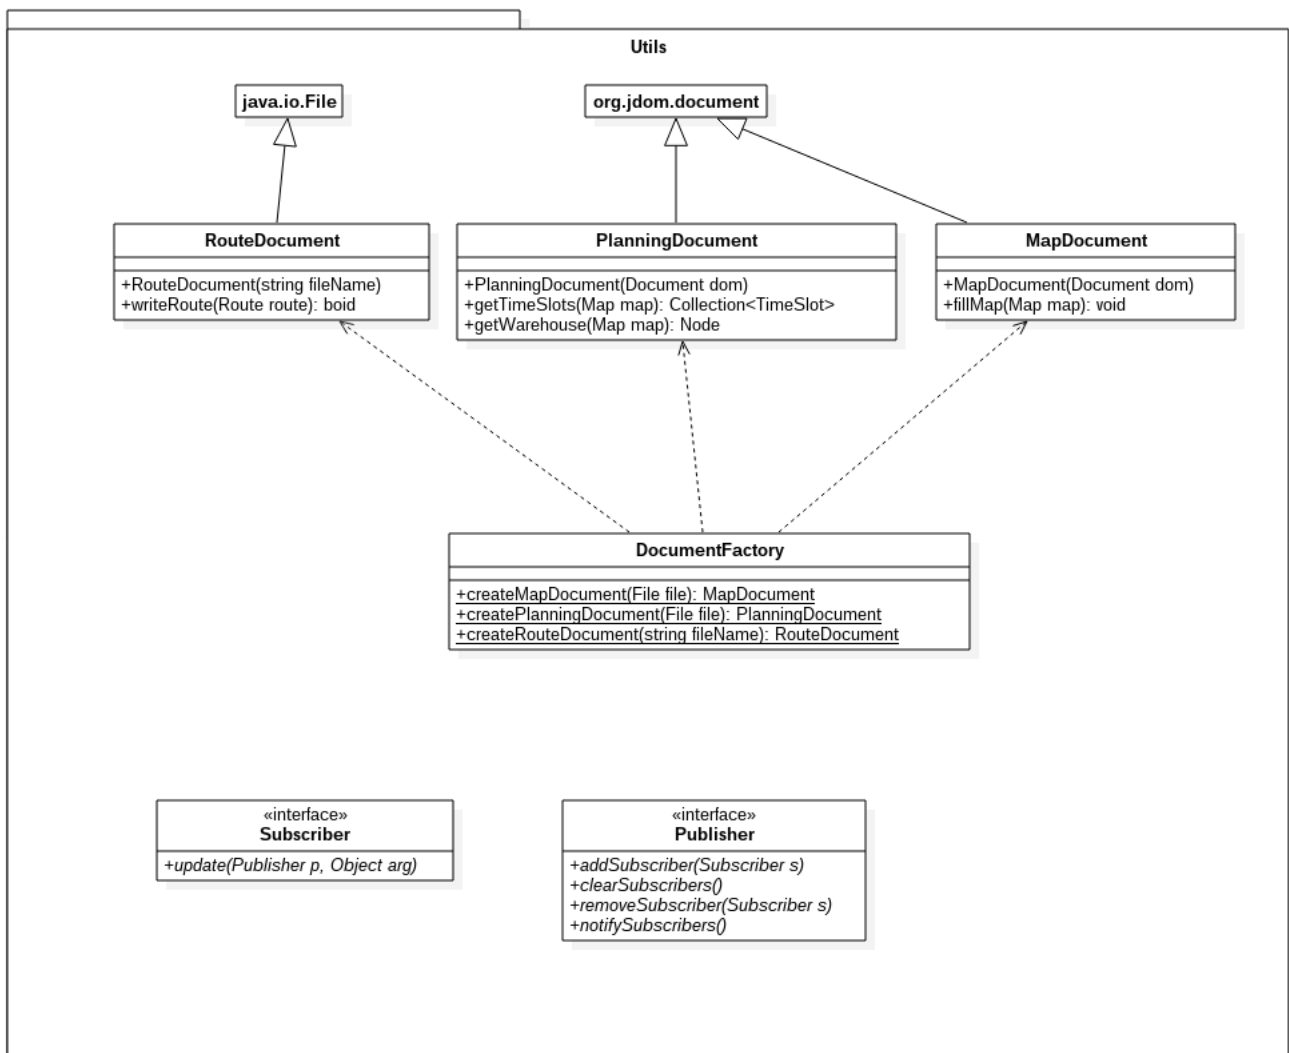 Utils
java.io.File
org.jdom.document
RouteDocument
+RouteDocument(string fileName)
+writeRoute(Route route): boid
PlanningDocument
+PlanningDocument(Document dom)
+getTimeSlots(Map map): Collection<TimeSlot>
+getWarehouse(Map map): Node
MapDocument
+MapDocument(Document dom)
+fillMap(Map map): void
DocumentFactory
+createMapDocument(File file): MapDocument
+createPlanningDocument(File file): PlanningDocument
+createRouteDocument(string fileName): RouteDocument
«interface»
Subscriber
+update(Publisher p, Object arg)
«interface»
Publisher
+addSubscriber(Subscriber s)
+clearSubscribers()
+removeSubscriber(Subscriber s)
+notifySubscribers()